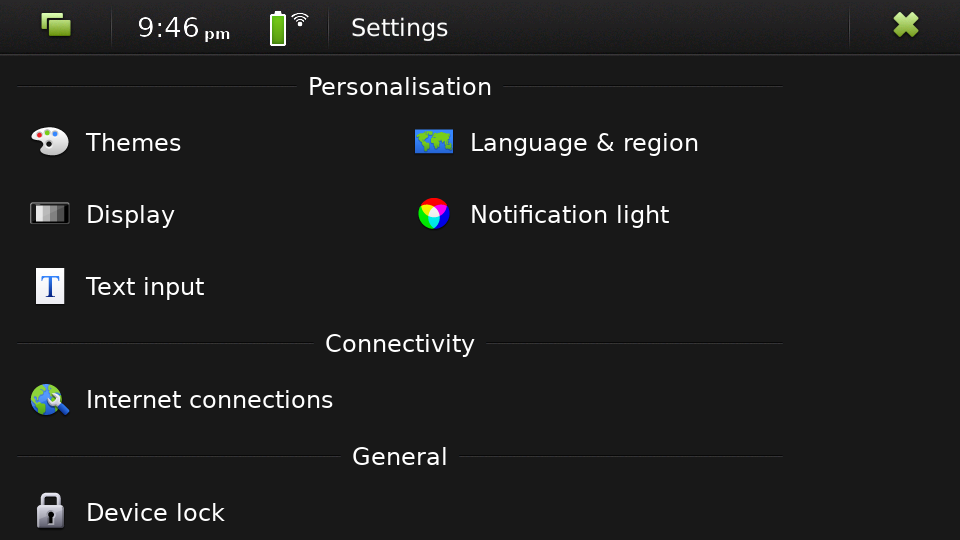 9:46 pm Settings
Personalisation
Themes Language & region
Display Notification light
T Text input
Connectivity
Internet connections
General
Device lock